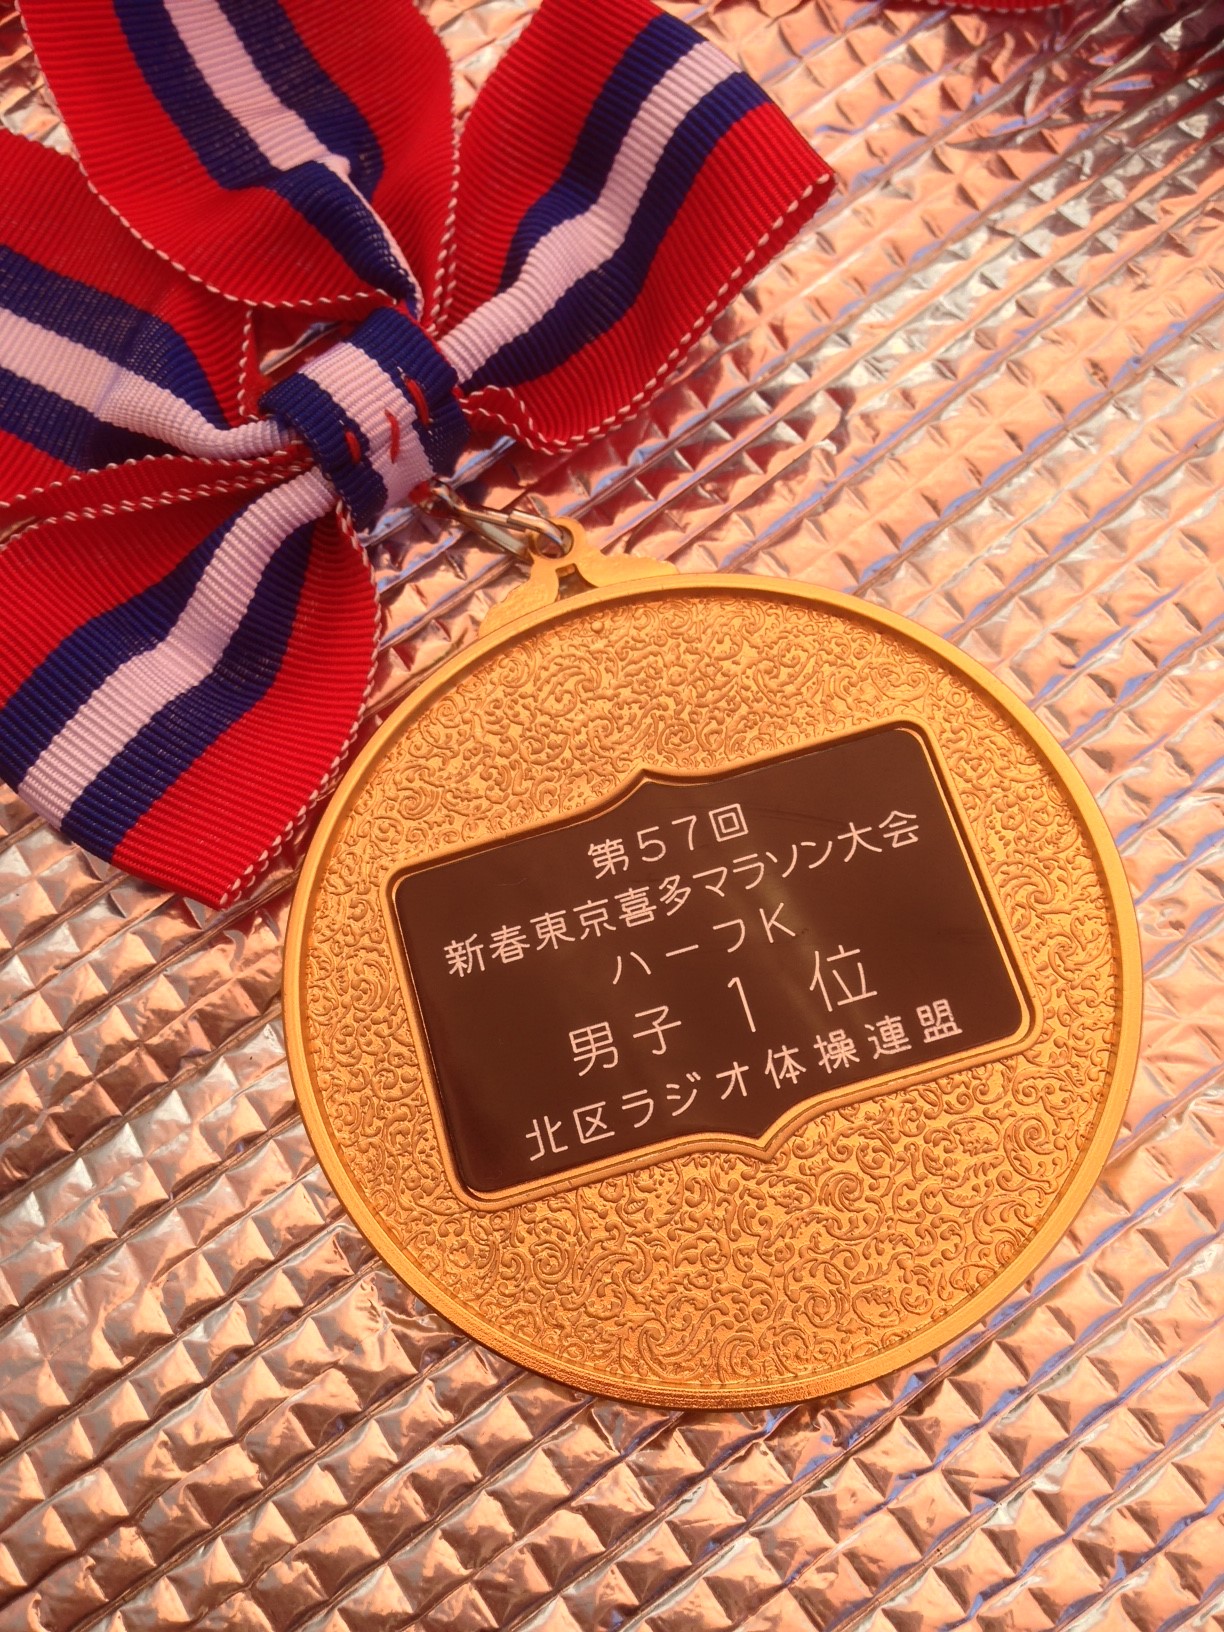 第57回
新春東京喜多マラソン大会
ハーフK
男子 1 位
北区ラジオ体操連盟